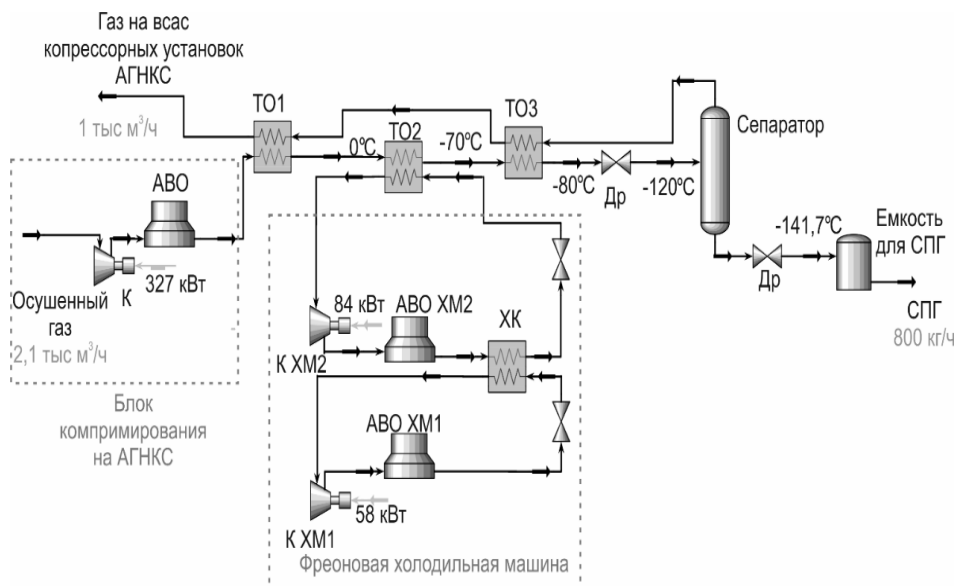 Газ на всас
копрессорных установок
АГНКС
1 тыс м³/ч
ТО1
0ºС
ТО2
-70ºС
ТО3
-80ºС
Др
-120ºС
Сепаратор
-141,7ºС
Др
Емкость
для СПГ
СПГ
800 кг/ч
АВО
К
327 кВт
Осушенный
газ
2,1 тыс м³/ч
Блок
компримирования
на АГНКС
84 кВт
АВО ХМ2
ХК
К ХМ2
АВО ХМ1
58 кВт
К ХМ1
Фреоновая холодильная машина